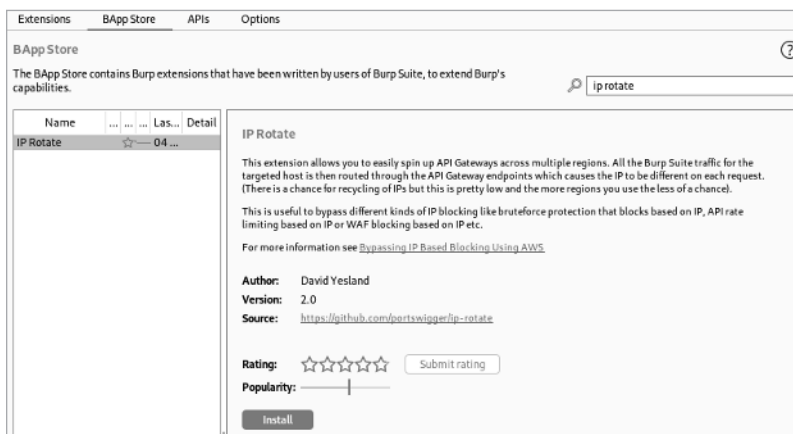 Extensions BApp Store APIs Options
BApp Store
The BApp Store contains Burp extensions that have been written by users of Burp Suite, to extend Burp's
capabilities.
ip rotate
Name ... ... ... Las... Detail
IP Rotate 04 ...
IP Rotate
This extension allows you to easily spin up API Gateways across multiple regions. All the Burp Suite traffic for the
targeted host is then routed through the API Gateway endpoints which causes the IP to be different on each request.
(There is a chance for recycling of IPs but this is pretty low and the more regions you use the less of a chance).
This is useful to bypass different kinds of IP blocking like bruteforce protection that blocks based on IP, API rate
limiting based on IP or WAF blocking based on IP etc.
For more information see Bypassing IP Based Blocking Using AWS
Author: David Yesland
Version: 2.0
Source: https://github.com/portswigger/ip-rotate
Rating: Submit rating
Popularity:
Install